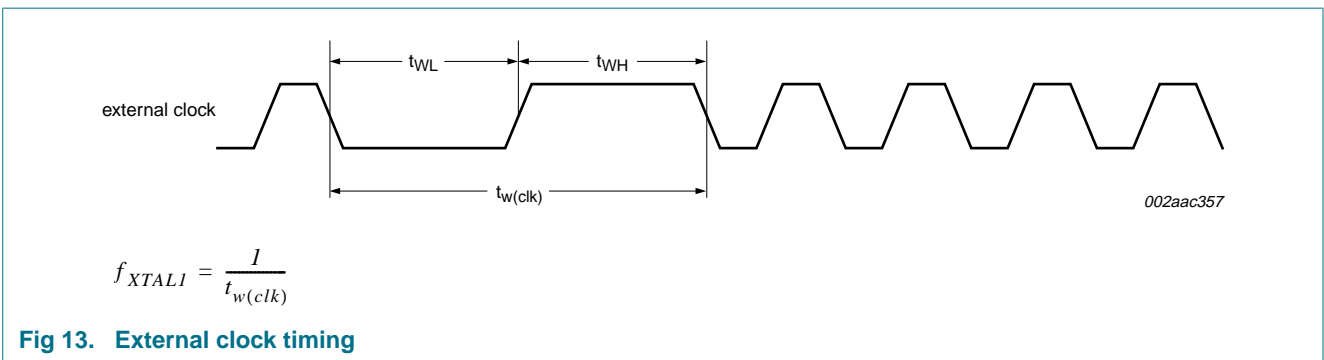 tWL
tWH
external clock
tw(clk)
002aac357
fXTAL1 = 1 / tw(clk)
Fig 13. External clock timing